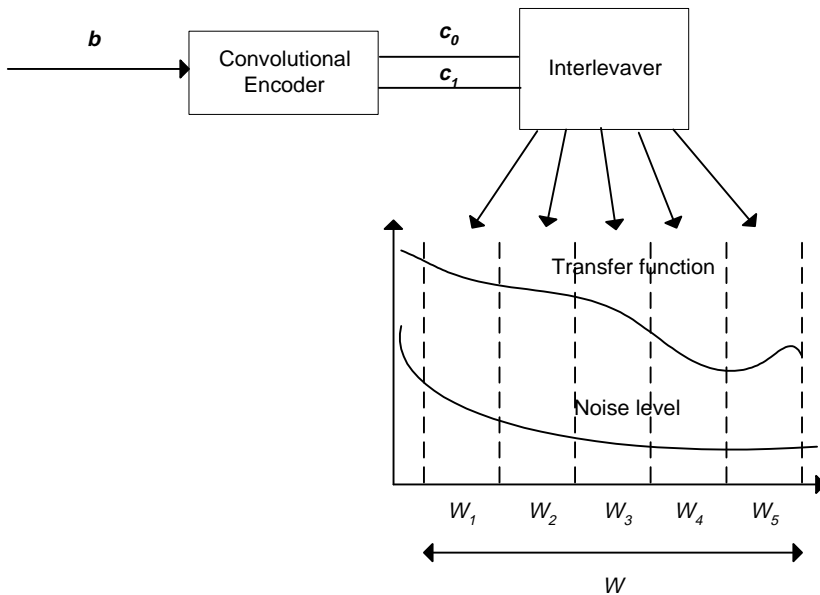 b
Convolutional
Encoder
c0
c1
Interlevaver
Transfer function
Noise level
W1
W2
W3
W4
W5
W